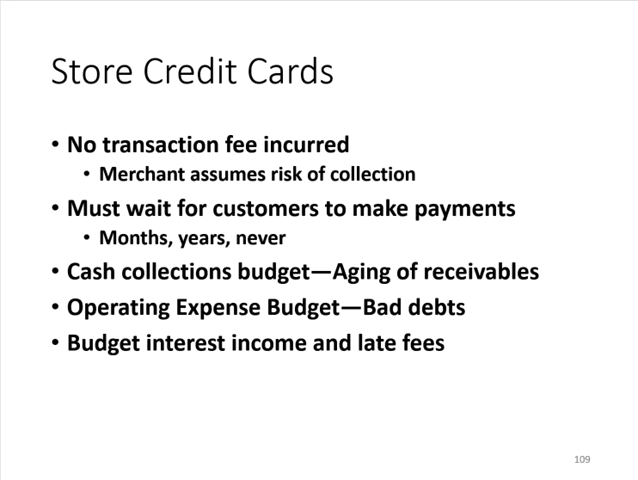 Store Credit Cards
• No transaction fee incurred
• Merchant assumes risk of collection
• Must wait for customers to make payments
• Months, years, never
• Cash collections budget—Aging of receivables
• Operating Expense Budget—Bad debts
• Budget interest income and late fees
109